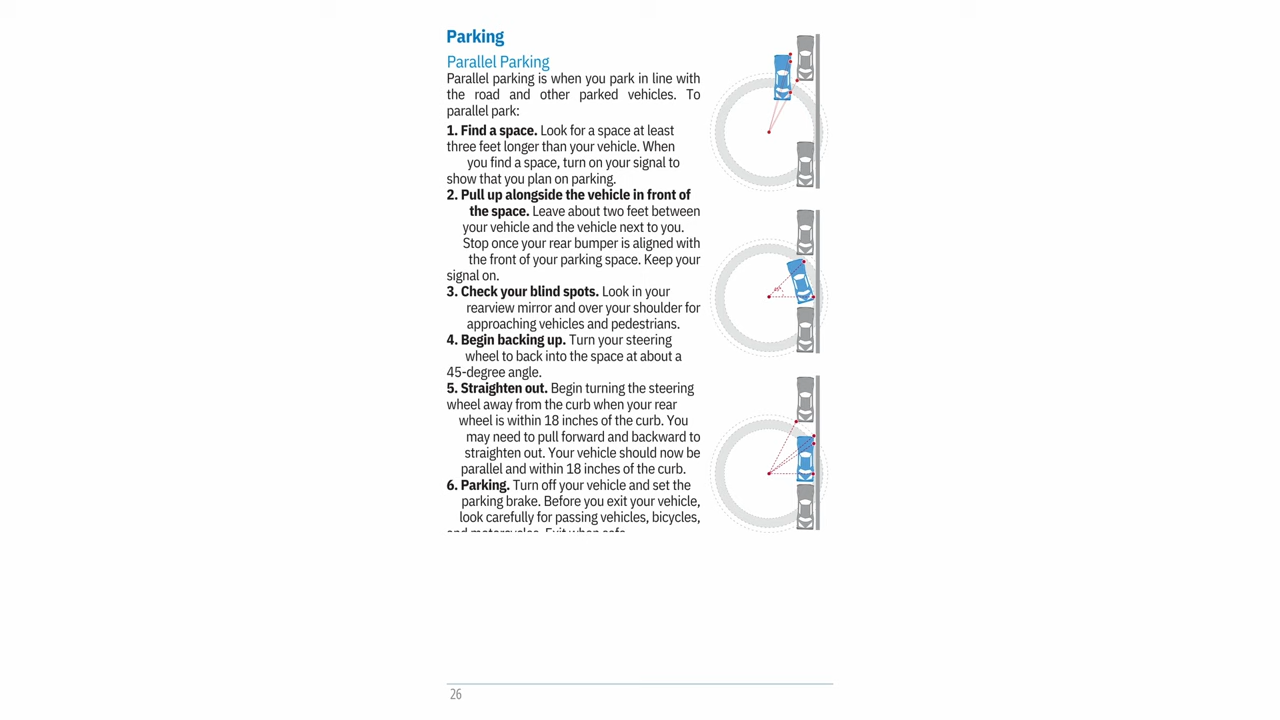 Parking
Parallel Parking
Parallel parking is when you park in line with
the road and other parked vehicles. To
parallel park:
1. Find a space. Look for a space at least
three feet longer than your vehicle. When
you find a space, turn on your signal to
show that you plan on parking.
2. Pull up alongside the vehicle in front of
the space. Leave about two feet between
your vehicle and the vehicle next to you.
Stop once your rear bumper is aligned with
the front of your parking space. Keep your
signal on.
3. Check your blind spots. Look in your
rearview mirror and over your shoulder for
approaching vehicles and pedestrians.
4. Begin backing up. Turn your steering
wheel to back into the space at about a
45-degree angle.
5. Straighten out. Begin turning the steering
wheel away from the curb when your rear
wheel is within 18 inches of the curb. You
may need to pull forward and backward to
straighten out. Your vehicle should now be
parallel and within 18 inches of the curb.
6. Parking. Turn off your vehicle and set the
parking brake. Before you exit your vehicle,
look carefully for passing vehicles, bicycles,
and motorcycles. Exit when safe.
45°
26